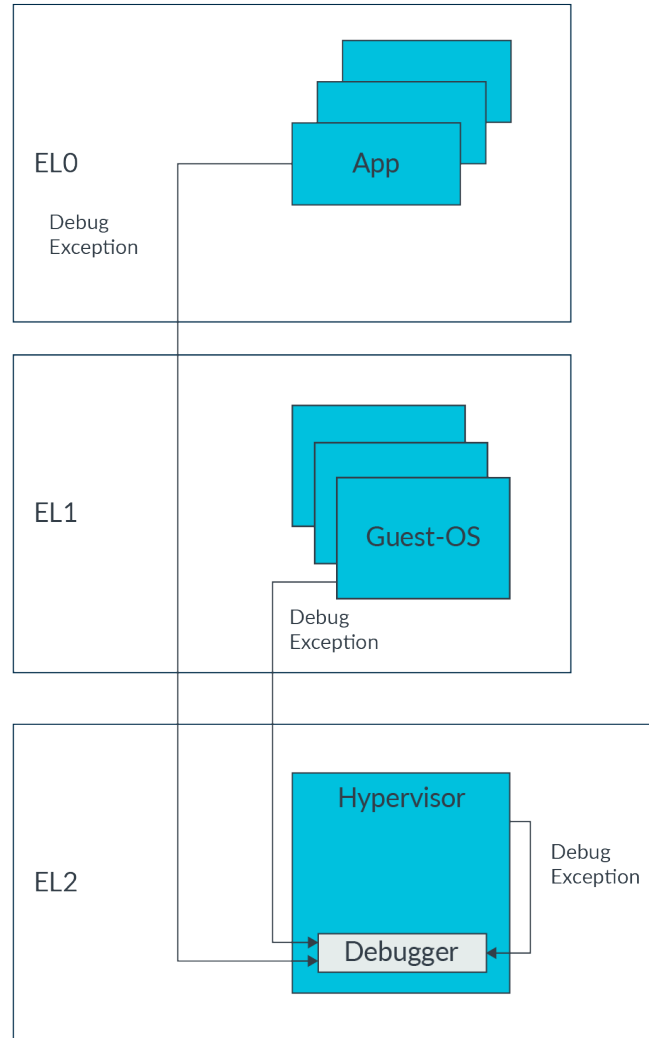 App
EL0
Debug
Exception
EL1
Guest-OS
Debug
Exception
Hypervisor
Debug
Exception
EL2
Debugger